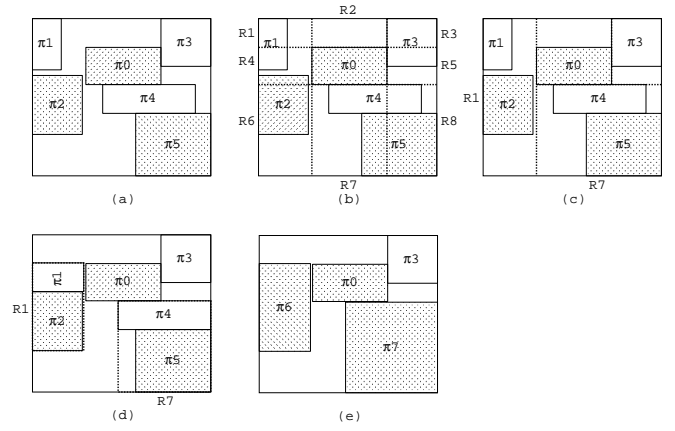 R2
π1 π3 R1 π1 π3 R3 π1 π3
π0 R4 π0 R5 π0
π2 π4 π2 π4 R1 π2 π4
R6 R8
π5 π5 π5
R7 R7
(a) (b) (c)
π3 π3
π1 π0 π0
R1 π2 π4 π6
π5 π7
R7
(d) (e)